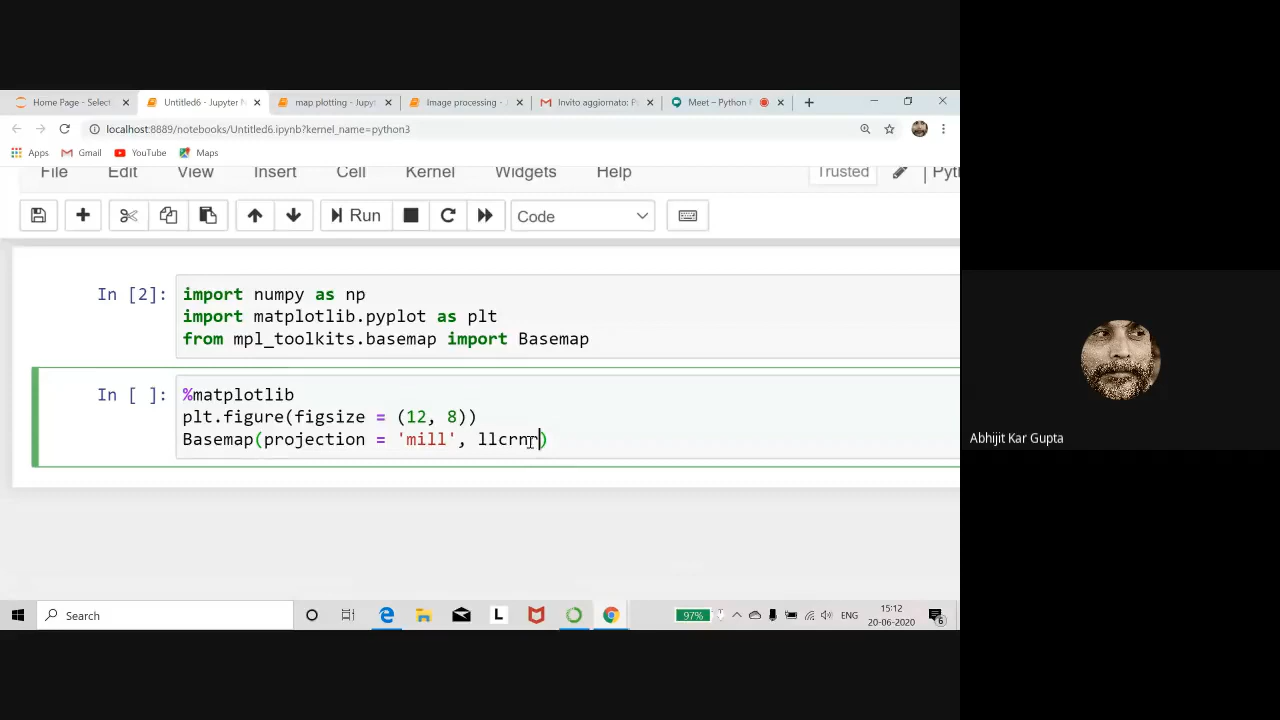 Home Page - Select
Untitled6 - Jupyter N
map plotting - Jupyt
Image processing - J
Invito aggiornato: P
Meet – Python
localhost:8889/notebooks/Untitled6.ipynb?kernel_name=python3
Apps Gmail YouTube Maps
File Edit View Insert Cell Kernel Widgets Help Trusted Pyth
Run Code
In [2]: import numpy as np
import matplotlib.pyplot as plt
from mpl_toolkits.basemap import Basemap
In [ ]: %matplotlib
plt.figure(figsize = (12, 8))
Basemap(projection = 'mill', llcrnr)
Abhijit Kar Gupta
Search
L
97%
ENG
15:12
20-06-2020
6